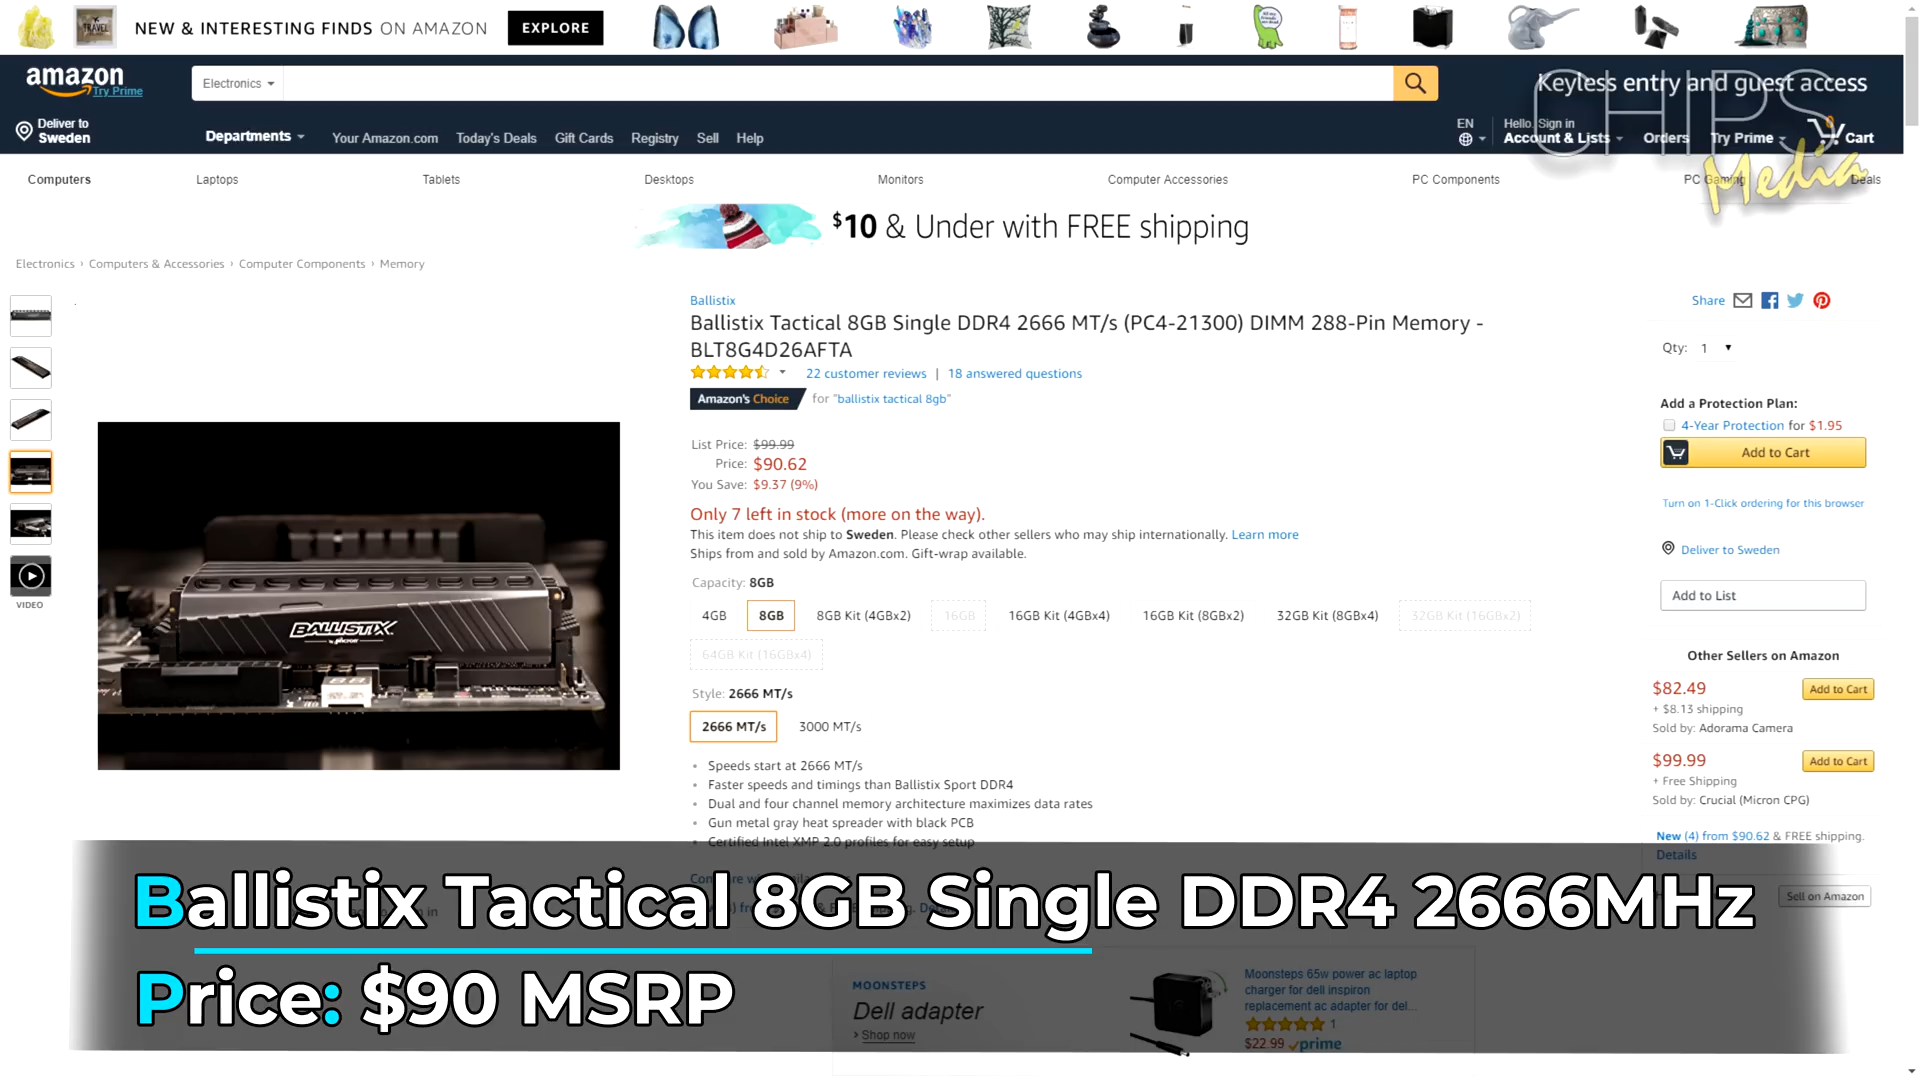 TRAVEL
NEW & INTERESTING FINDS ON AMAZON
EXPLORE
amazon
Try Prime
Electronics
Keyless entry and guest access
CHIPS
Media
Deliver to
Sweden
Departments
Your Amazon.com
Today's Deals
Gift Cards
Registry
Sell
Help
EN
Hello. Sign in
Account & Lists
Orders
Try Prime
0
Cart
Computers
Laptops
Tablets
Desktops
Monitors
Computer Accessories
PC Components
PC Gaming
Deals
$10 & Under with FREE shipping
Electronics › Computers & Accessories › Computer Components › Memory
Ballistix
Ballistix Tactical 8GB Single DDR4 2666 MT/s (PC4-21300) DIMM 288-Pin Memory -
BLT8G4D26AFTA
22 customer reviews | 18 answered questions
Amazon's Choice for "ballistix tactical 8gb"
List Price: $99.99
Price: $90.62
You Save: $9.37 (9%)
Only 7 left in stock (more on the way).
This item does not ship to Sweden. Please check other sellers who may ship internationally. Learn more
Ships from and sold by Amazon.com. Gift-wrap available.
Capacity: 8GB
4GB
8GB
8GB Kit (4GBx2)
16GB
16GB Kit (4GBx4)
16GB Kit (8GBx2)
32GB Kit (8GBx4)
32GB Kit (16GBx2)
64GB Kit (16GBx4)
Style: 2666 MT/s
2666 MT/s
3000 MT/s
• Speeds start at 2666 MT/s
• Faster speeds and timings than Ballistix Sport DDR4
• Dual and four channel memory architecture maximizes data rates
• Gun metal gray heat spreader with black PCB
• Certified Intel XMP 2.0 profiles for easy setup
VIDEO
BALLISTIX
Share
Qty: 1
Add a Protection Plan:
4-Year Protection for $1.95
Add to Cart
Turn on 1-Click ordering for this browser
Deliver to Sweden
Add to List
Other Sellers on Amazon
$82.49
Add to Cart
+ $8.13 shipping
Sold by: Adorama Camera
$99.99
Add to Cart
+ Free Shipping
Sold by: Crucial (Micron CPG)
New (4) from $90.62 & FREE shipping.
Details
Sell on Amazon
Ballistix Tactical 8GB Single DDR4 2666MHz
Price: $90 MSRP
MOONSTEPS
Dell adapter
› Shop now
Moonsteps 65w power ac laptop
charger for dell inspiron
replacement ac adapter for del...
1
$22.99 prime